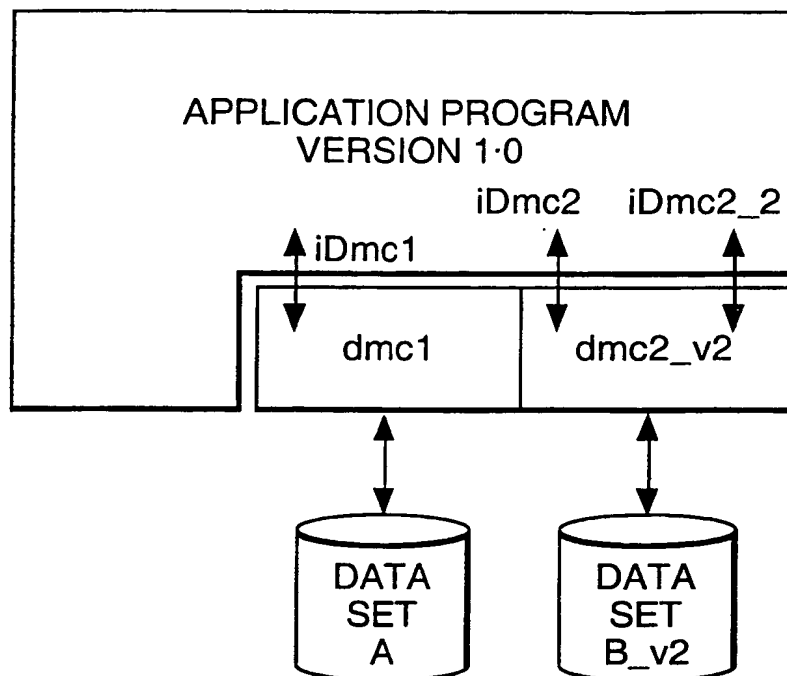 APPLICATION PROGRAM
VERSION 1·0
iDmc2 iDmc2_2
iDmc1
dmc1 dmc2_v2
DATA
SET
A
DATA
SET
B_v2